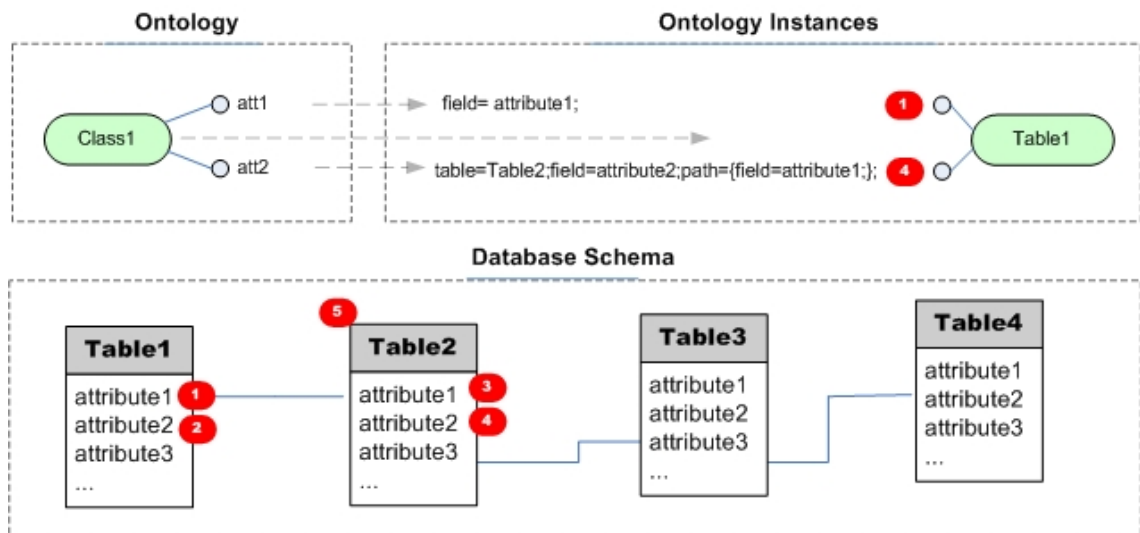 Ontology
Ontology Instances
att1
field= attribute1;
1
Class1
Table1
att2
table=Table2;field=attribute2;path={field=attribute1;};
4
Database Schema
5
Table1
Table2
Table3
Table4
attribute1 1
attribute2 2
attribute3
...
attribute1 3
attribute2 4
attribute3
...
attribute1
attribute2
attribute3
...
attribute1
attribute2
attribute3
...